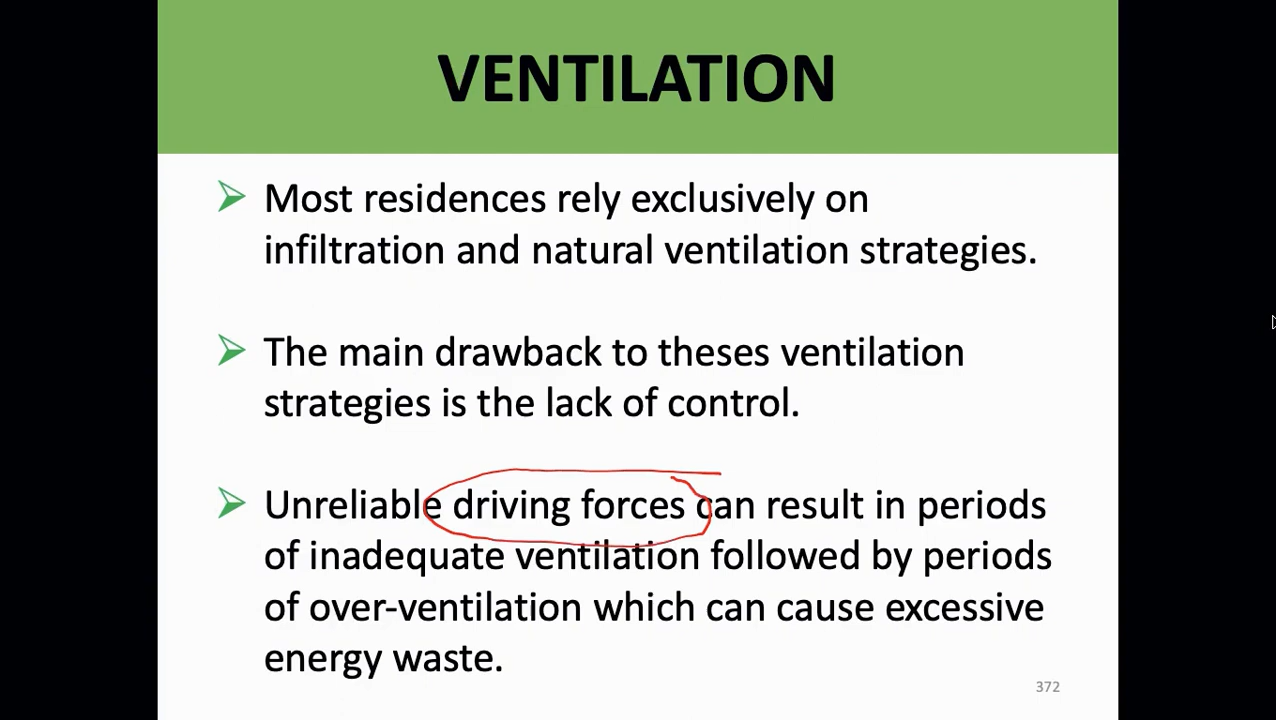 VENTILATION
Most residences rely exclusively on
infiltration and natural ventilation strategies.
The main drawback to theses ventilation
strategies is the lack of control.
Unreliable driving forces can result in periods
of inadequate ventilation followed by periods
of over-ventilation which can cause excessive
energy waste.
372